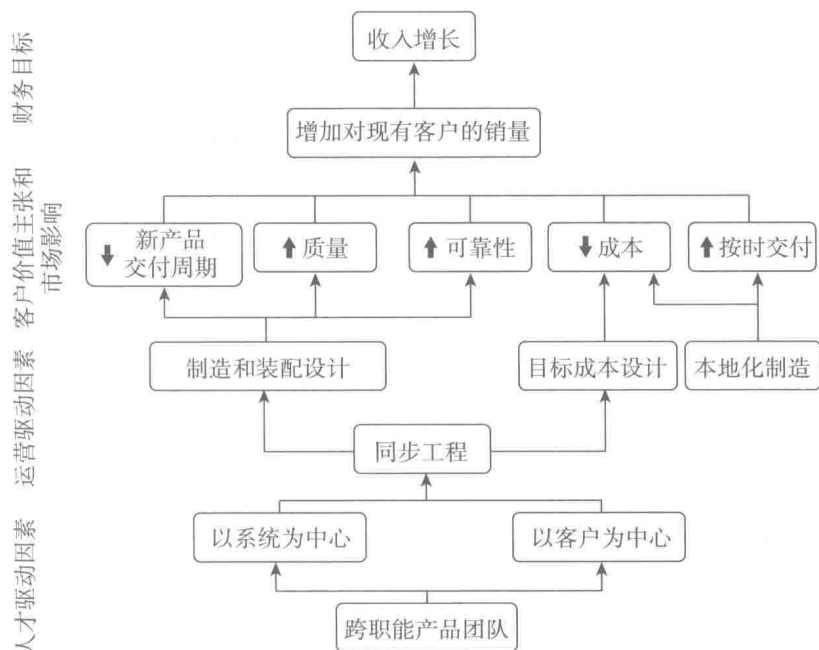 财务目标
收入增长
增加对现有客户的销量
客户价值主张和
市场影响
新产品
交付周期
质量
可靠性
成本
按时交付
运营驱动因素
制造和装配设计
目标成本设计
本地化制造
同步工程
人才驱动因素
以系统为中心
以客户为中心
跨职能产品团队